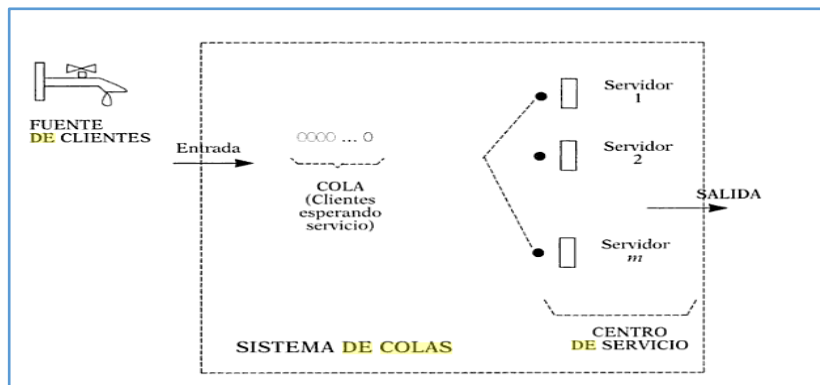 FUENTE
DE CLIENTES
Entrada
OOOO ... O
COLA
(Clientes
esperando
servicio)
Servidor
1
Servidor
2
Servidor
m
SALIDA
CENTRO
DE SERVICIO
SISTEMA DE COLAS